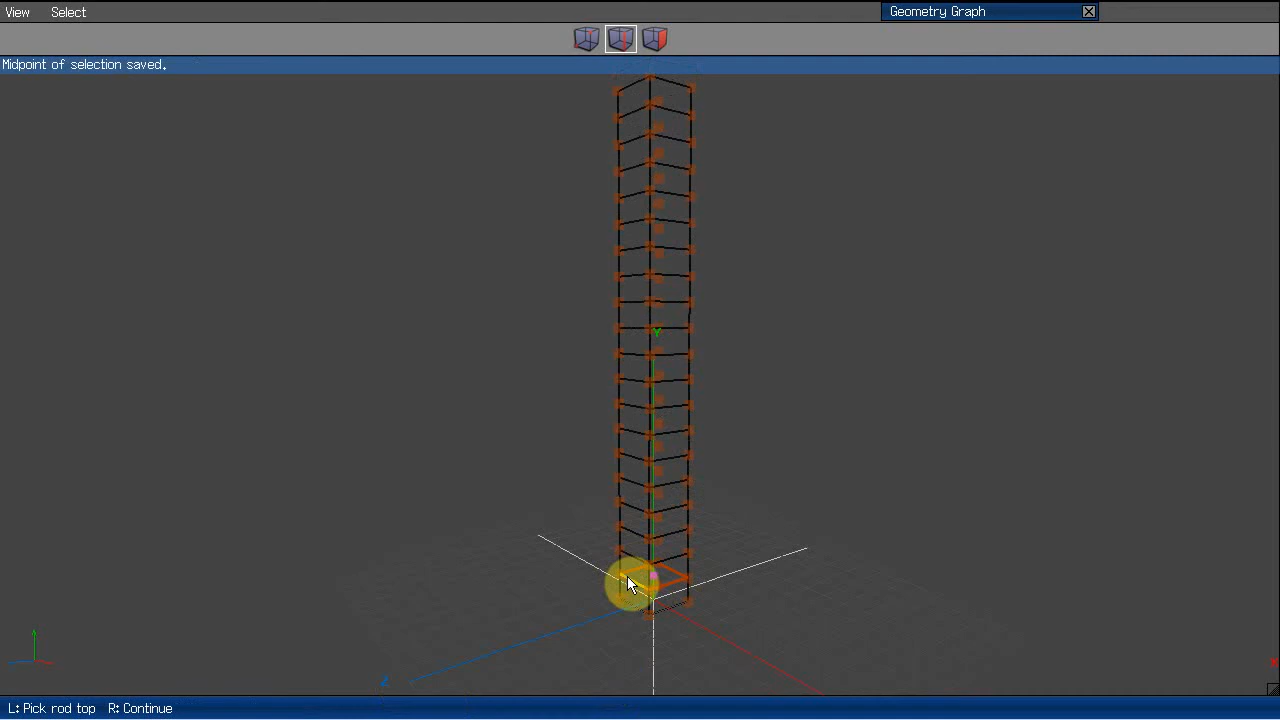 View Select Geometry Graph
Midpoint of selection saved.
Y
Z
X
L: Pick rod top R: Continue